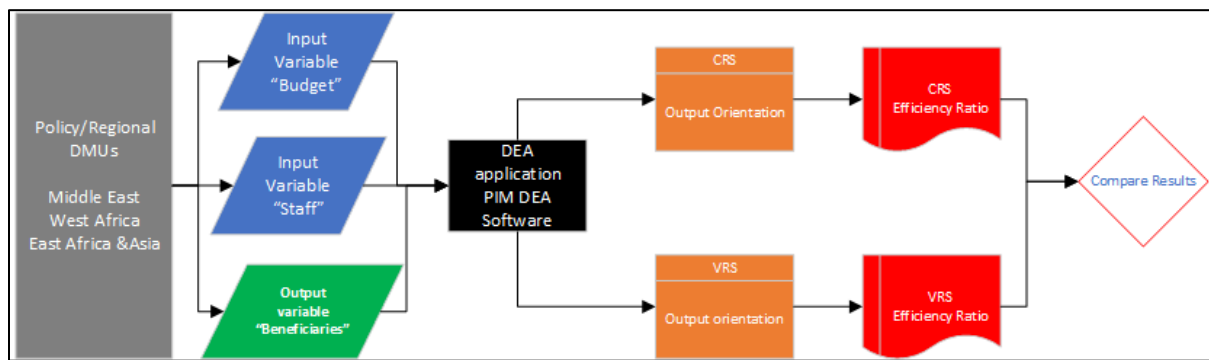 Policy/Regional
DMUs
Middle East
West Africa
East Africa &Asia
Input
Variable
“Budget”
Input
Variable
“Staff”
Output
variable
“Beneficiaries”
DEA
application
PIM DEA
Software
CRS
Output Orientation
CRS
Efficiency Ratio
VRS
Output orientation
VRS
Efficiency Ratio
Compare Results